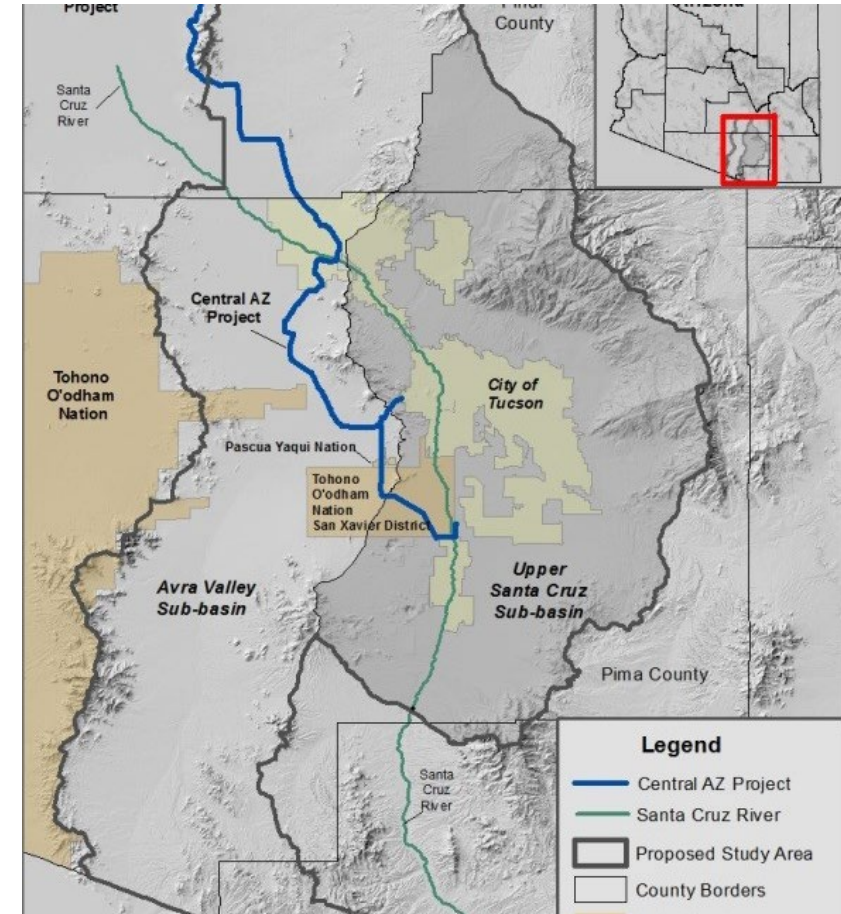 Project
Pinal
County
Arizona
Santa
Cruz
River
Central AZ
Project
Tohono
O'odham
Nation
City of
Tucson
Pascua Yaqui Nation
Tohono
O'odham
Nation
San Xavier District
Avra Valley
Sub-basin
Upper
Santa Cruz
Sub-basin
Pima County
Santa
Cruz
River
Legend
Central AZ Project
Santa Cruz River
Proposed Study Area
County Borders